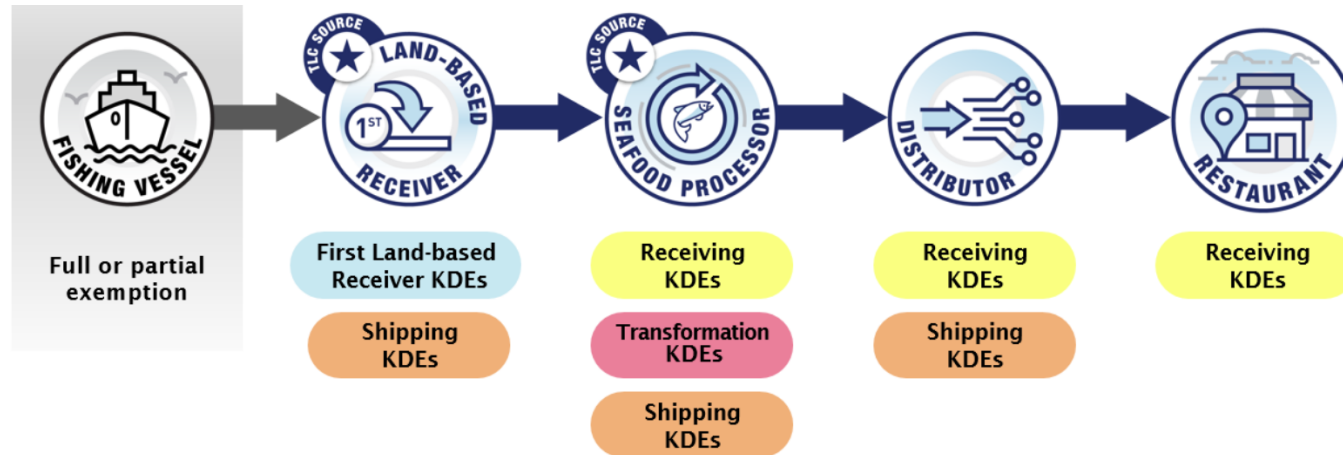 FISHING VESSEL
Full or partial
exemption
TLC SOURCE
1ST
LAND-BASED
RECEIVER
First Land-based
Receiver KDEs
Shipping
KDEs
TLC SOURCE
SEAFOOD PROCESSOR
Receiving
KDEs
Transformation
KDEs
Shipping
KDEs
DISTRIBUTOR
Receiving
KDEs
Shipping
KDEs
RESTAURANT
Receiving
KDEs